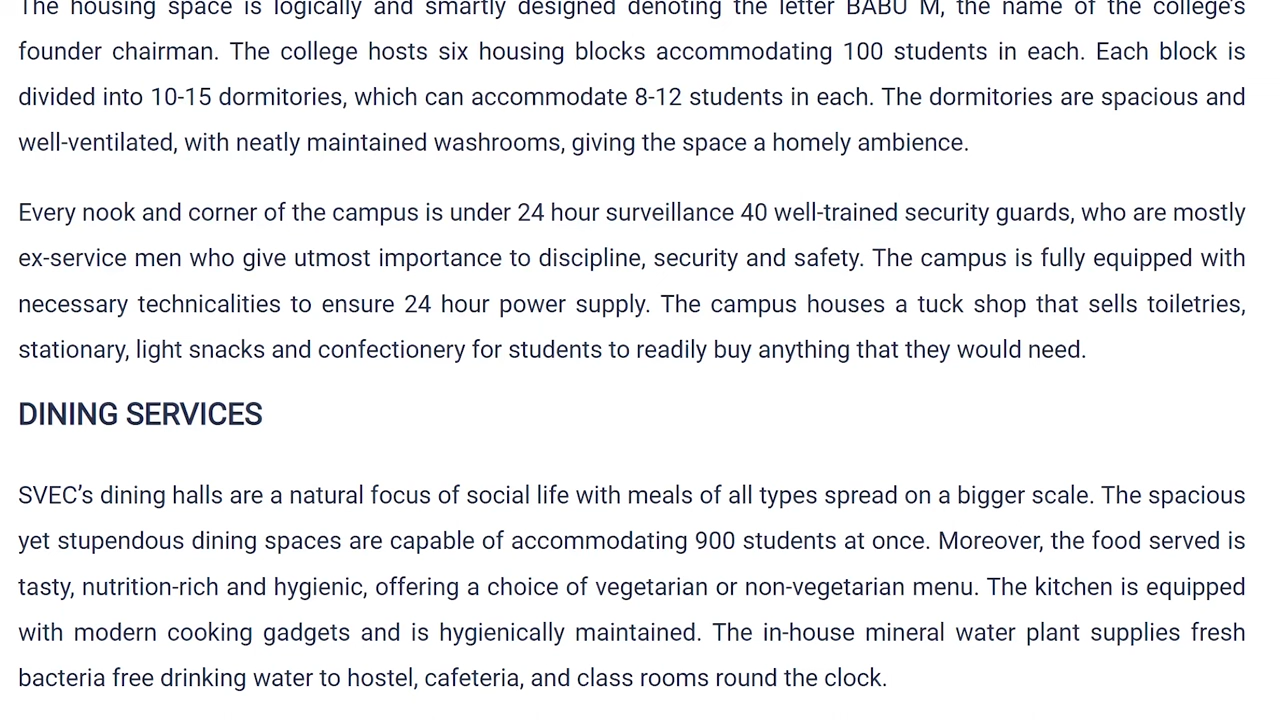 The housing space is logically and smartly designed denoting the letter BABU M, the name of the college's
founder chairman. The college hosts six housing blocks accommodating 100 students in each. Each block is
divided into 10-15 dormitories, which can accommodate 8-12 students in each. The dormitories are spacious and
well-ventilated, with neatly maintained washrooms, giving the space a homely ambience.
Every nook and corner of the campus is under 24 hour surveillance 40 well-trained security guards, who are mostly
ex-service men who give utmost importance to discipline, security and safety. The campus is fully equipped with
necessary technicalities to ensure 24 hour power supply. The campus houses a tuck shop that sells toiletries,
stationary, light snacks and confectionery for students to readily buy anything that they would need.
DINING SERVICES
SVEC’s dining halls are a natural focus of social life with meals of all types spread on a bigger scale. The spacious
yet stupendous dining spaces are capable of accommodating 900 students at once. Moreover, the food served is
tasty, nutrition-rich and hygienic, offering a choice of vegetarian or non-vegetarian menu. The kitchen is equipped
with modern cooking gadgets and is hygienically maintained. The in-house mineral water plant supplies fresh
bacteria free drinking water to hostel, cafeteria, and class rooms round the clock.